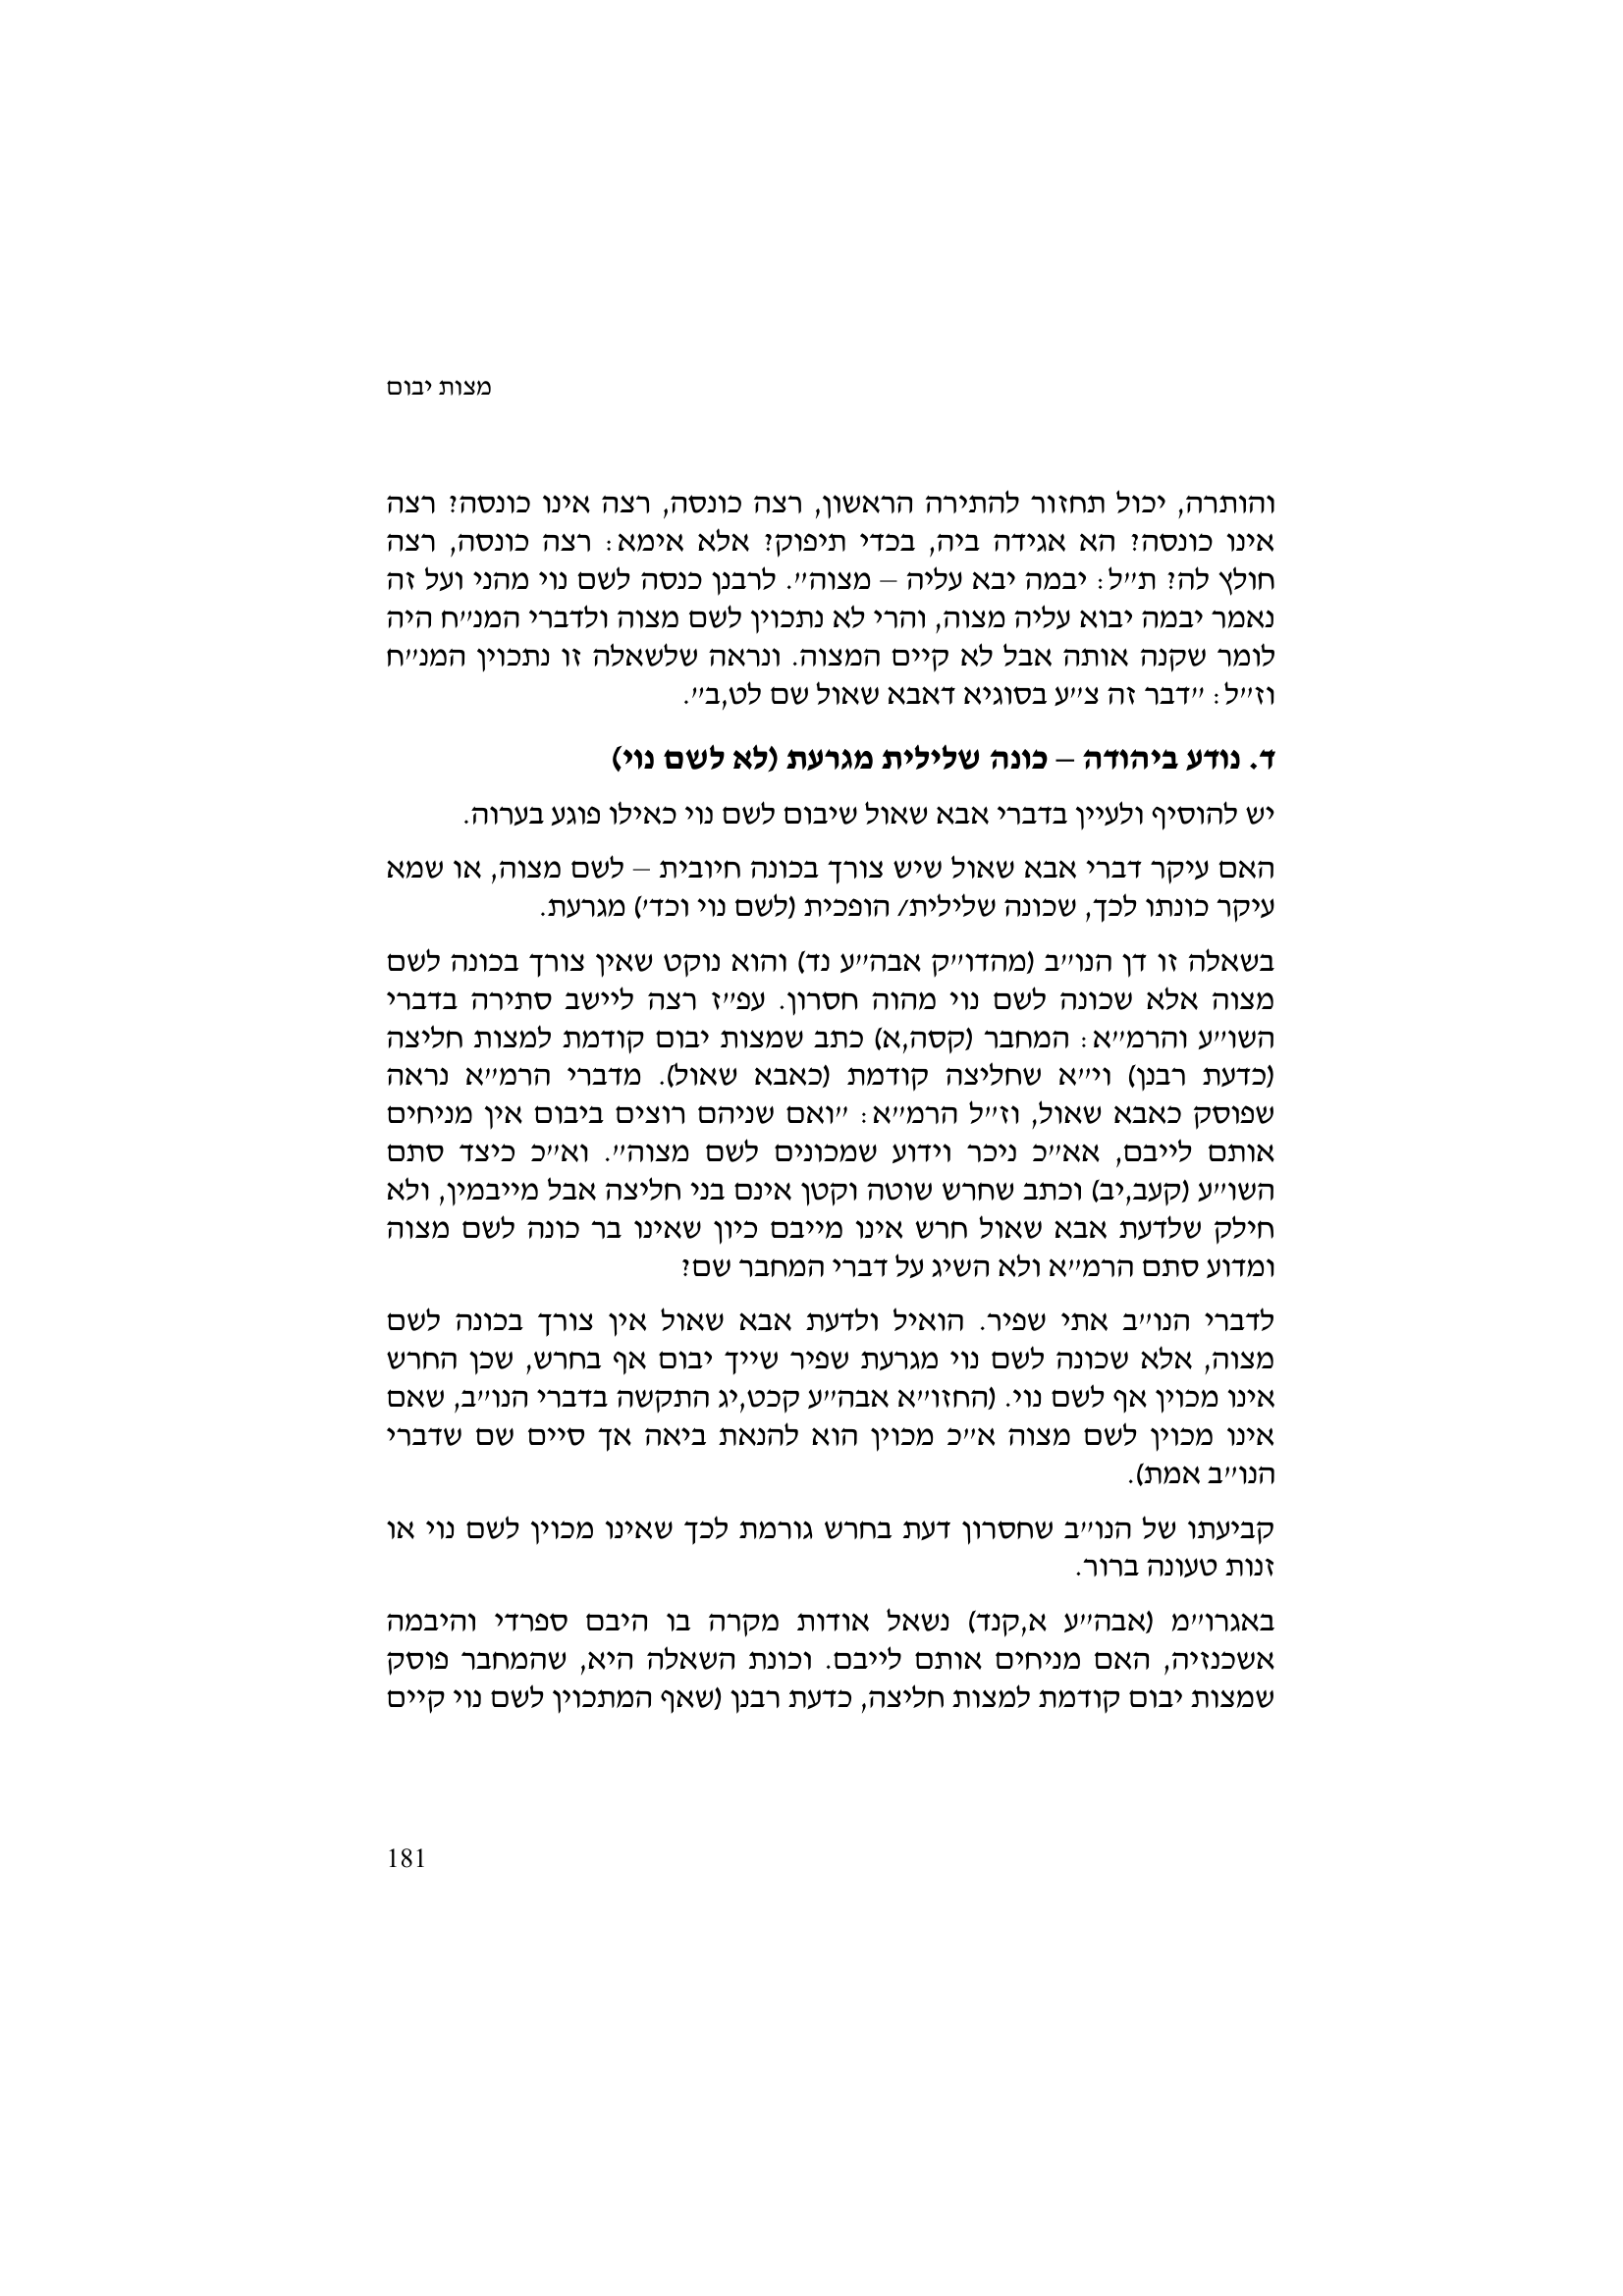 מצות יבום
והותרה, יכול תחזור להתירה הראשון, רצה כונסה, רצה אינו כונסה? רצה
אינו כונסה? הא אגידה ביה, בכדי תיפוק? אלא אימא: רצה כונסה, רצה
חולץ לה? ת"ל: יבמה יבא עליה – מצוה". לרבנן כנסה לשם נוי מהני ועל זה
נאמר יבמה יבוא עליה מצוה, והרי לא נתכוין לשם מצוה ולדברי המנ"ח היה
לומר שקנה אותה אבל לא קיים המצוה. ונראה שלשאלה זו נתכוין המנ"ח
וז"ל: "דבר זה צ"ע בסוגיא דאבא שאול שם לט,ב".
ד. נודע ביהודה – כונה שלילית מגרעת (לא לשם נוי)
יש להוסיף ולעיין בדברי אבא שאול שיבום לשם נוי כאילו פוגע בערוה.
האם עיקר דברי אבא שאול שיש צורך בכונה חיובית – לשם מצוה, או שמא
עיקר כונתו לכך, שכונה שלילית/ הופכית (לשם נוי וכד') מגרעת.
בשאלה זו דן הנו"ב (מהדו"ק אבה"ע נד) והוא נוקט שאין צורך בכונה לשם
מצוה אלא שכונה לשם נוי מהוה חסרון. עפ"ז רצה ליישב סתירה בדברי
השו"ע והרמ"א: המחבר (קסה,א) כתב שמצות יבום קודמת למצות חליצה
(כדעת רבנן) וי"א שחליצה קודמת (כאבא שאול). מדברי הרמ"א נראה
שפוסק כאבא שאול, וז"ל הרמ"א: "ואם שניהם רוצים ביבום אין מניחים
אותם לייבם, אא"כ ניכר וידוע שמכונים לשם מצוה". וא"כ כיצד סתם
השו"ע (קעב,יב) וכתב שחרש שוטה וקטן אינם בני חליצה אבל מייבמין, ולא
חילק שלדעת אבא שאול חרש אינו מייבם כיון שאינו בר כונה לשם מצוה
ומדוע סתם הרמ"א ולא השיג על דברי המחבר שם?
לדברי הנו"ב אתי שפיר. הואיל ולדעת אבא שאול אין צורך בכונה לשם
מצוה, אלא שכונה לשם נוי מגרעת שפיר שייך יבום אף בחרש, שכן החרש
אינו מכוין אף לשם נוי. (החזו"א אבה"ע קכט,יג התקשה בדברי הנו"ב, שאם
אינו מכוין לשם מצוה א"כ מכוין הוא להנאת ביאה אך סיים שם שדברי
הנו"ב אמת).
קביעתו של הנו"ב שחסרון דעת בחרש גורמת לכך שאינו מכוין לשם נוי או
זנות טעונה ברור.
באגרו"מ (אבה"ע א,קנד) נשאל אודות מקרה בו היבם ספרדי והיבמה
אשכנזיה, האם מניחים אותם לייבם. וכונת השאלה היא, שהמחבר פוסק
שמצות יבום קודמת למצות חליצה, כדעת רבנן (שאף המתכוין לשם נוי קיים
181